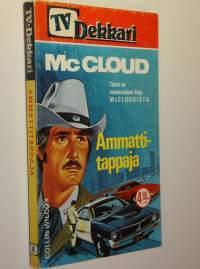 TV Dekkari
McCLOUD
Tämä on
ensimmäinen kirja
McCLOUDISTA
Ammatti-
tappaja
TV-Dekkari
AMMATTITAPPAJA
COLLIN WILCOX